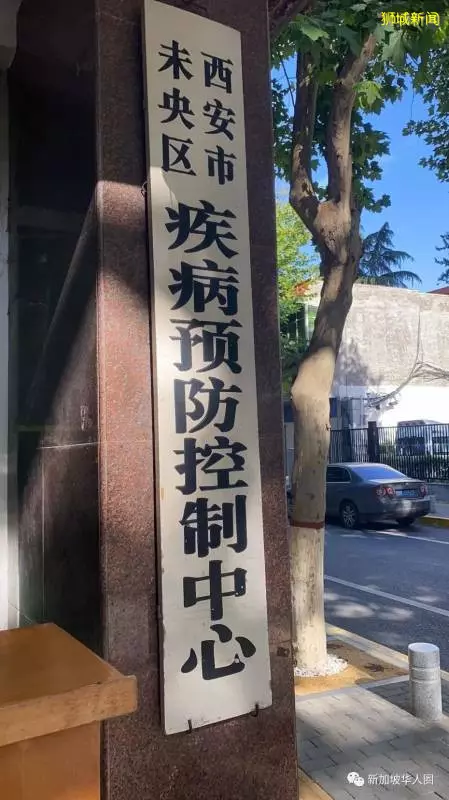 狮城新闻
西安市
未央区
疾病预防控制中心
新加坡华人圈